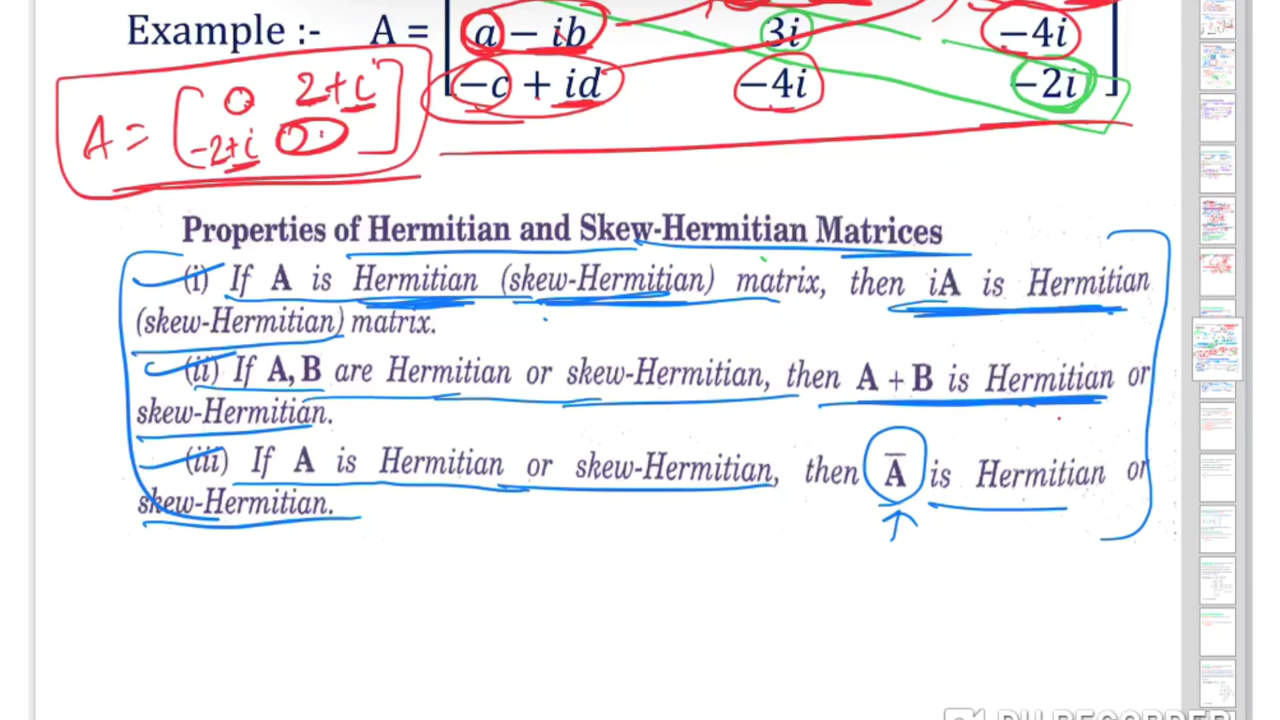 Example :- A = a − ib 3i −4i
−c + id −4i −2i
A = 0 2+i
-2+i 0
Properties of Hermitian and Skew-Hermitian Matrices
(i) If A is Hermitian (skew-Hermitian) matrix, then iA is Hermitian
(skew-Hermitian) matrix.
(ii) If A, B are Hermitian or skew-Hermitian, then A + B is Hermitian or
skew-Hermitian.
(iii) If A is Hermitian or skew-Hermitian, then Ā is Hermitian or
skew-Hermitian.